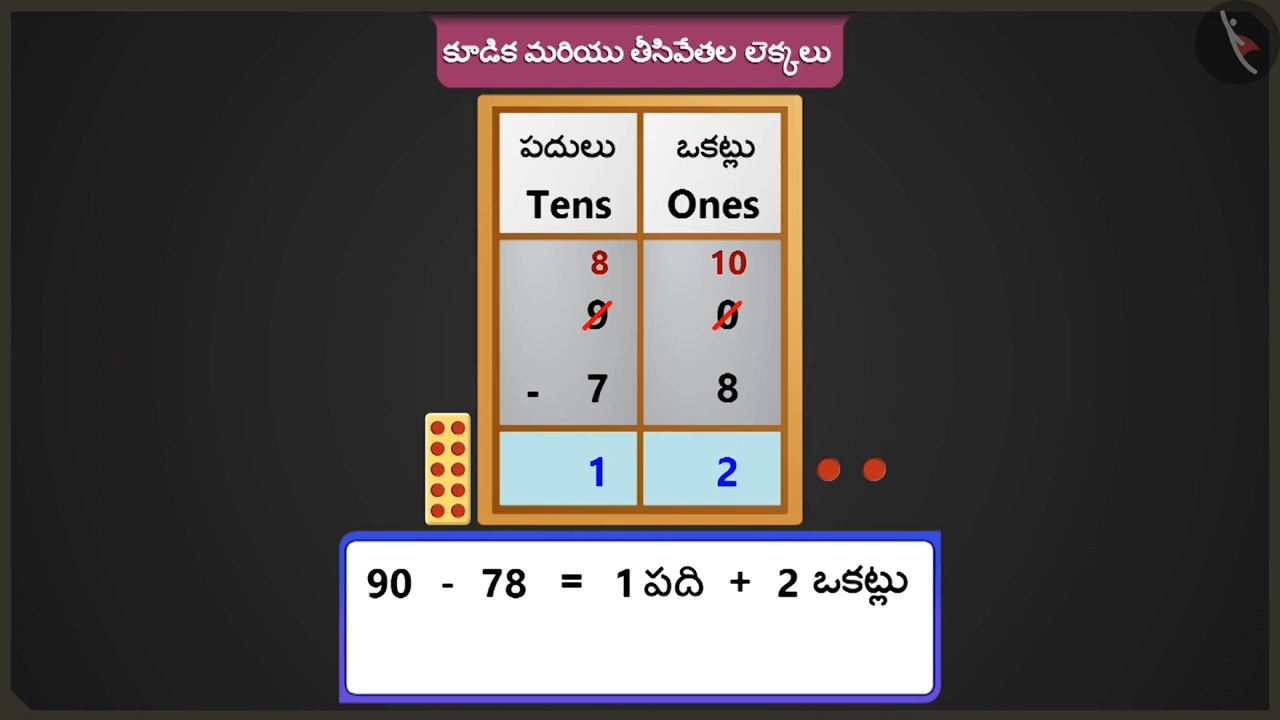 కూడిక మరియు తీసివేతల లెక్కలు
పదులు ఒకట్లు
Tens Ones
8 10
9 0
- 7 8
1 2
90 - 78 = 1 పది + 2 ఒకట్లు